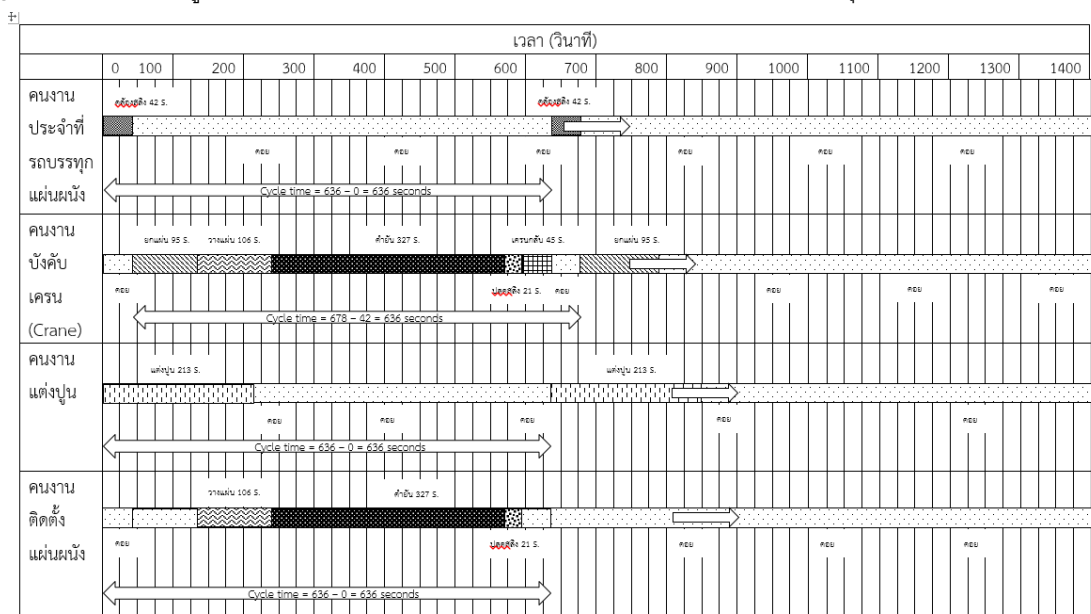 เวลา (วินาที)
0 100 200 300 400 500 600 700 800 900 1000 1100 1200 1300 1400
คนงาน
ประจำที่
รถบรรทุก
แผ่นผนัง
คล้องสลิง 42 S. คล้องสลิง 42 S.
คอย คอย คอย คอย คอย คอย
Cycle time = 636 – 0 = 636 seconds
คนงาน
บังคับ
เครน
(Crane)
ยกแผ่น 95 S. วางแผ่น 106 S. ค้ำยัน 327 S. เครนกลับ 45 S. ยกแผ่น 95 S.
คอย ปลดสลิง 21 S. คอย คอย คอย คอย
Cycle time = 678 – 42 = 636 seconds
คนงาน
แต่งปูน
แต่งปูน 213 S. แต่งปูน 213 S.
คอย คอย คอย คอย คอย
Cycle time = 636 – 0 = 636 seconds
คนงาน
ติดตั้ง
แผ่นผนัง
วางแผ่น 106 S. ค้ำยัน 327 S.
คอย ปลดสลิง 21 S. คอย คอย คอย
Cycle time = 636 – 0 = 636 seconds